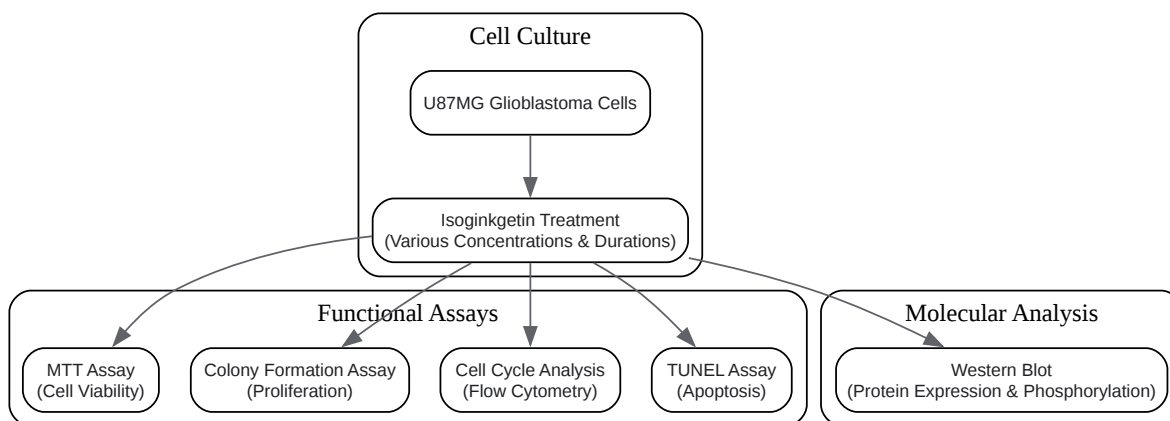 Cell Culture
U87MG Glioblastoma Cells
Isoginkgetin Treatment
(Various Concentrations & Durations)
Functional Assays
MTT Assay
(Cell Viability)
Colony Formation Assay
(Proliferation)
Cell Cycle Analysis
(Flow Cytometry)
TUNEL Assay
(Apoptosis)
Molecular Analysis
Western Blot
(Protein Expression & Phosphorylation)